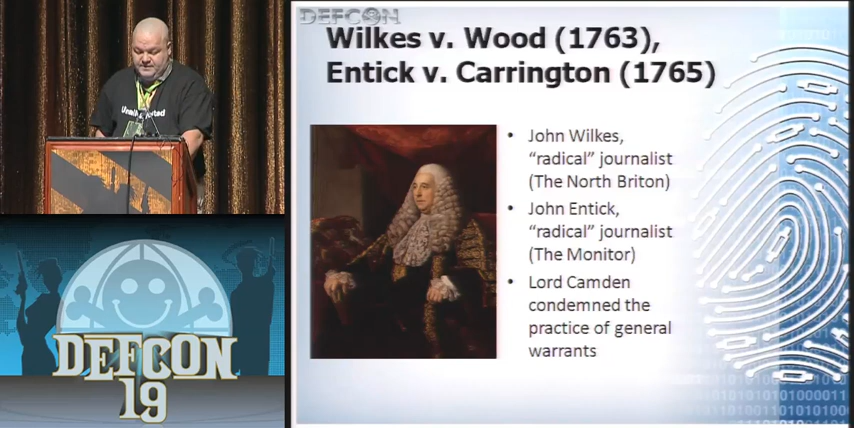 DEFCON
Wilkes v. Wood (1763),
Entick v. Carrington (1765)
• John Wilkes,
“radical” journalist
(The North Briton)
• John Entick,
“radical” journalist
(The Monitor)
• Lord Camden
condemned the
practice of general
warrants
DEFCON
19